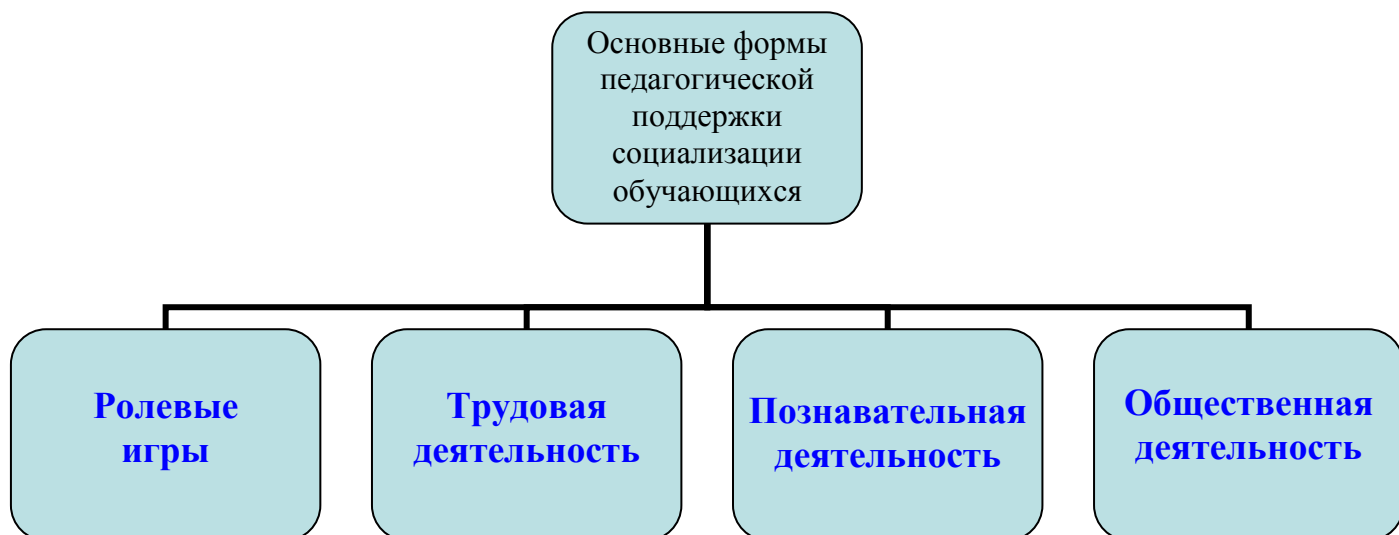 Основные формы
педагогической
поддержки
социализации
обучающихся
Ролевые
игры
Трудовая
деятельность
Познавательная
деятельность
Общественная
деятельность